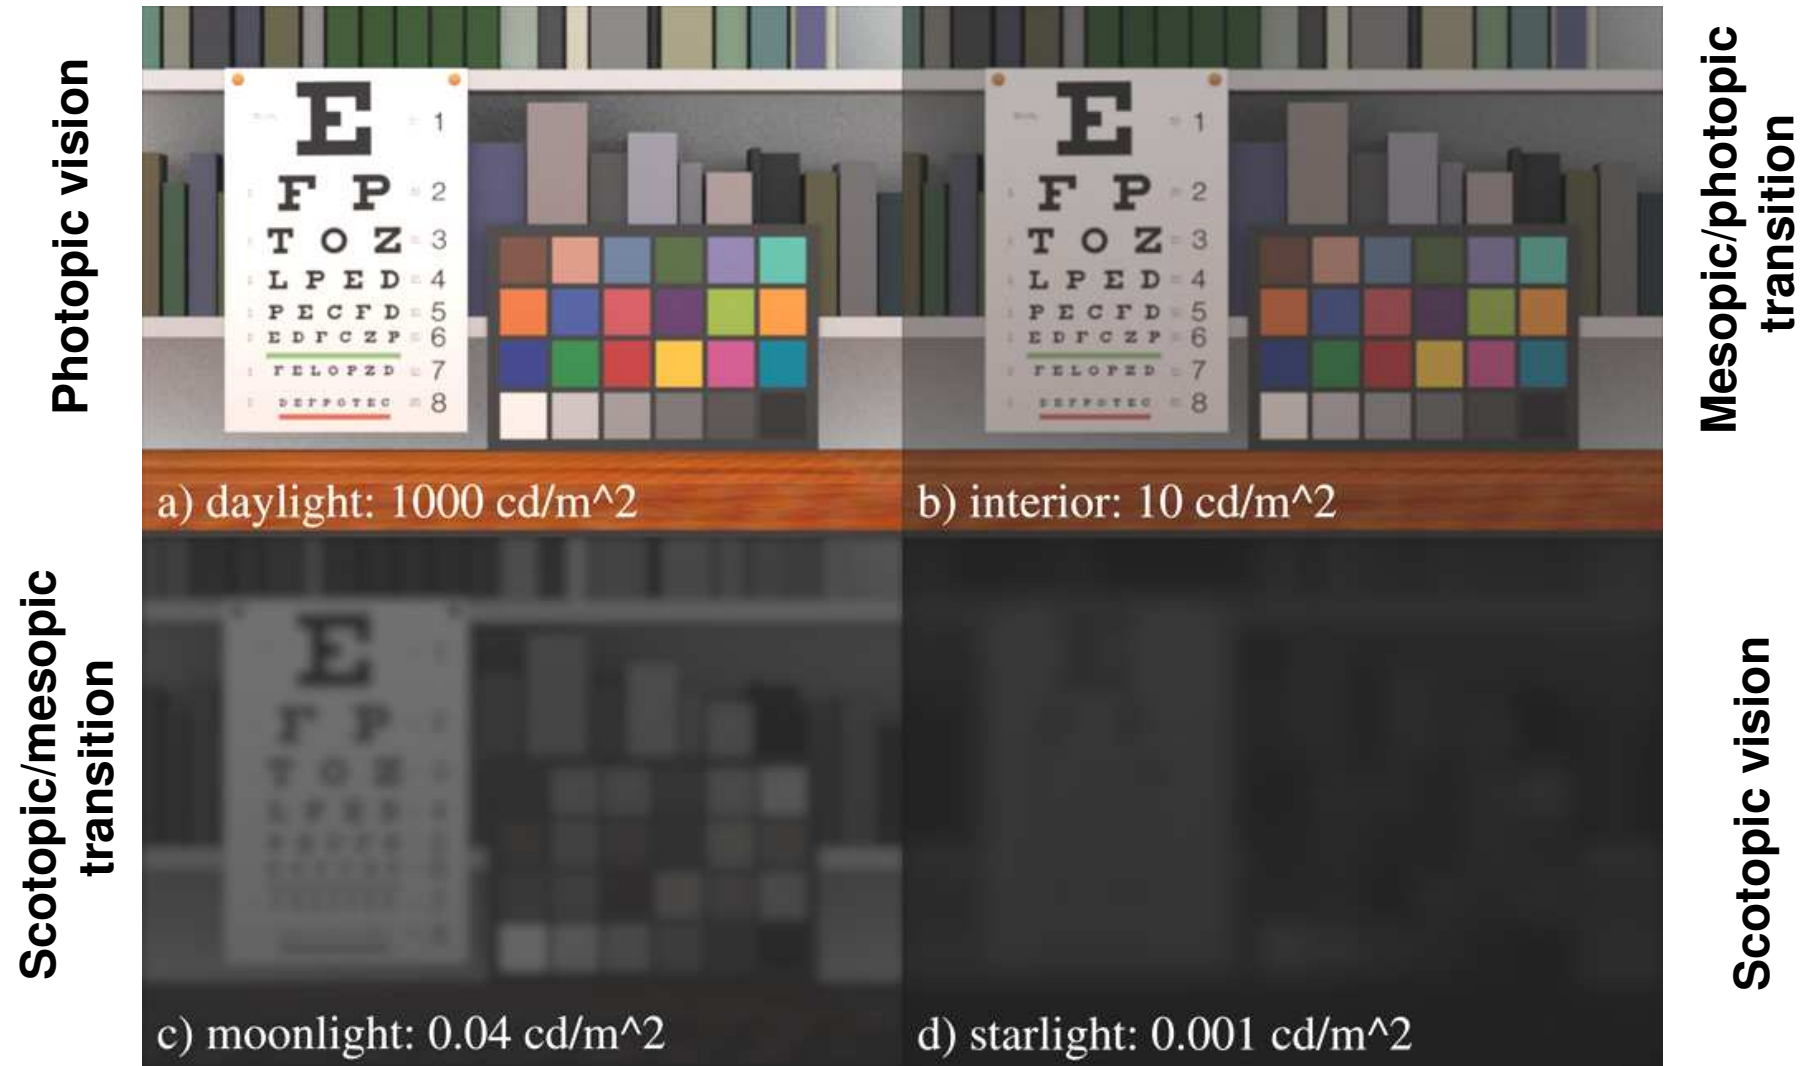 Photopic vision
E 1
F P 2
T O Z 3
L P E D 4
P E C F D 5
E D F C Z P 6
F E L O P Z D 7
D E F P O T E C 8
a) daylight: 1000 cd/m^2
Mesopic/photopic
transition
E 1
F P 2
T O Z 3
L P E D 4
P E C F D 5
E D F C Z P 6
F E L O P Z D 7
D E F P O T E C 8
b) interior: 10 cd/m^2
Scotopic/mesopic
transition
E
F P
T O Z
L P E D
c) moonlight: 0.04 cd/m^2
Scotopic vision
d) starlight: 0.001 cd/m^2